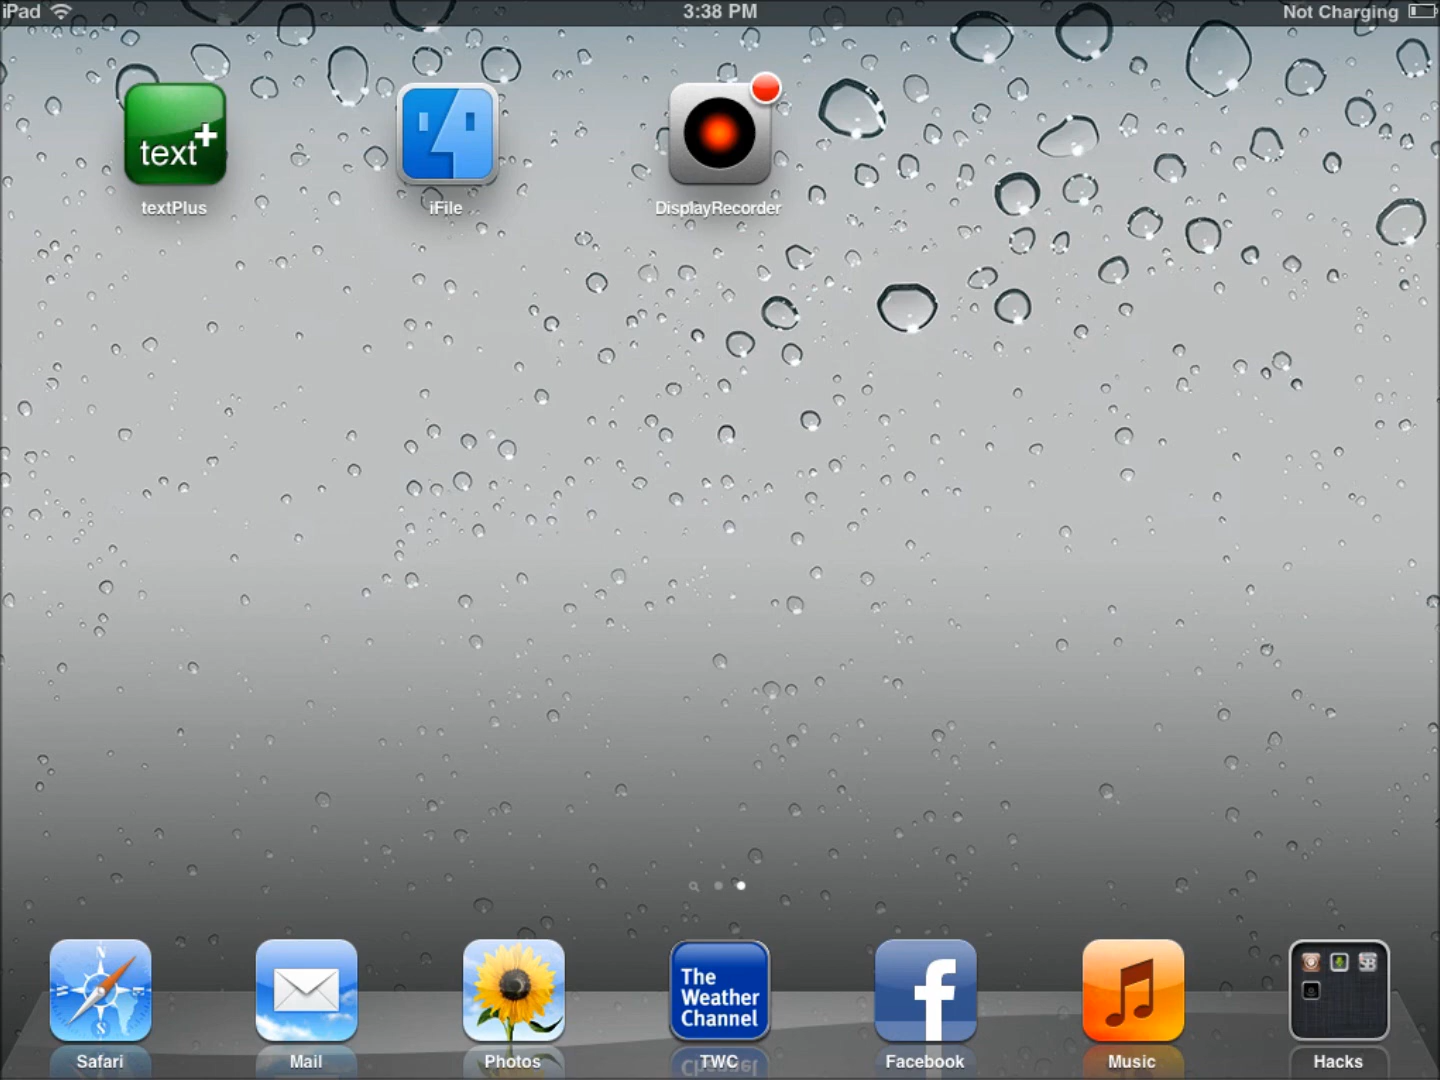 iPad 3:38 PM Not Charging
text+
textPlus iFile DisplayRecorder
N
S
The
Weather
Channel
f
SB
Safari Mail Photos TWC Facebook Music Hacks